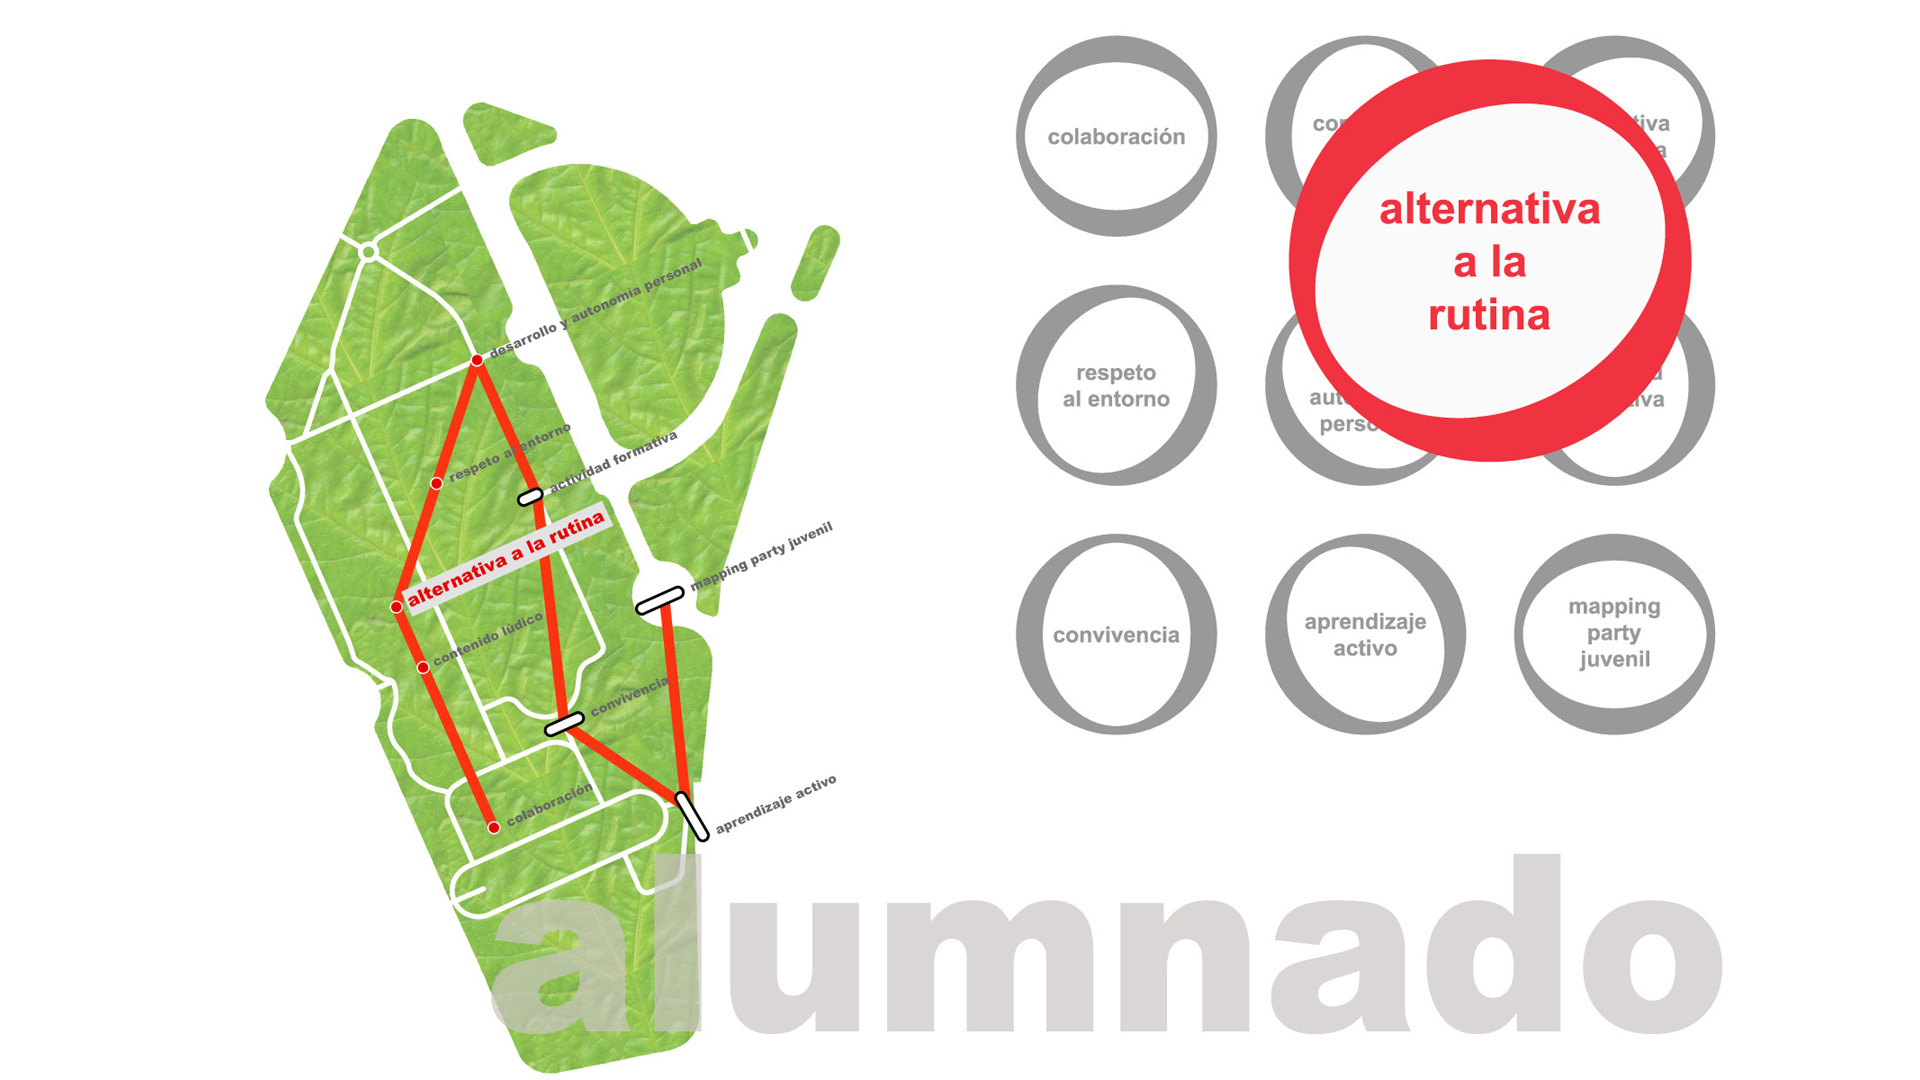 desarrollo y autonomía personal
respeto al entorno
actividad formativa
alternativa a la rutina
mapping party juvenil
contenido lúdico
convivencia
colaboración
aprendizaje activo
colaboración
alternativa
a la
rutina
respeto
al entorno
convivencia
aprendizaje
activo
mapping
party
juvenil
alumnado